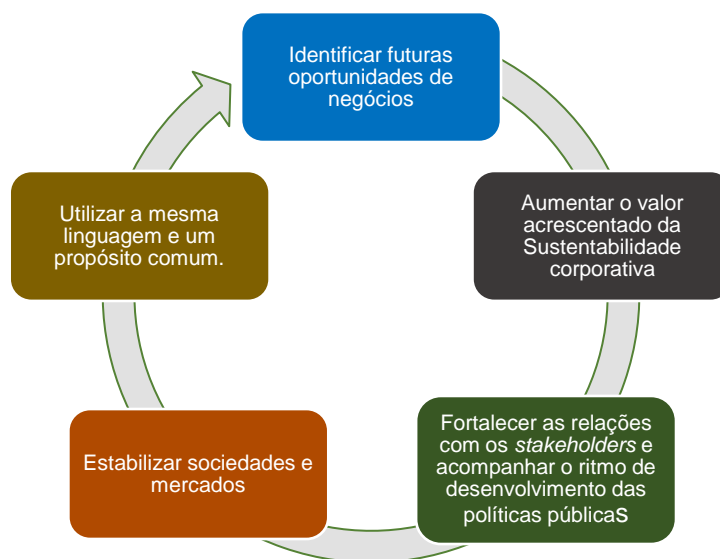 Identificar futuras
oportunidades de
negócios
Aumentar o valor
acrescentado da
Sustentabilidade
corporativa
Fortalecer as relações
com os stakeholders e
acompanhar o ritmo de
desenvolvimento das
políticas públicas
Estabilizar sociedades e
mercados
Utilizar a mesma
linguagem e um
propósito comum.